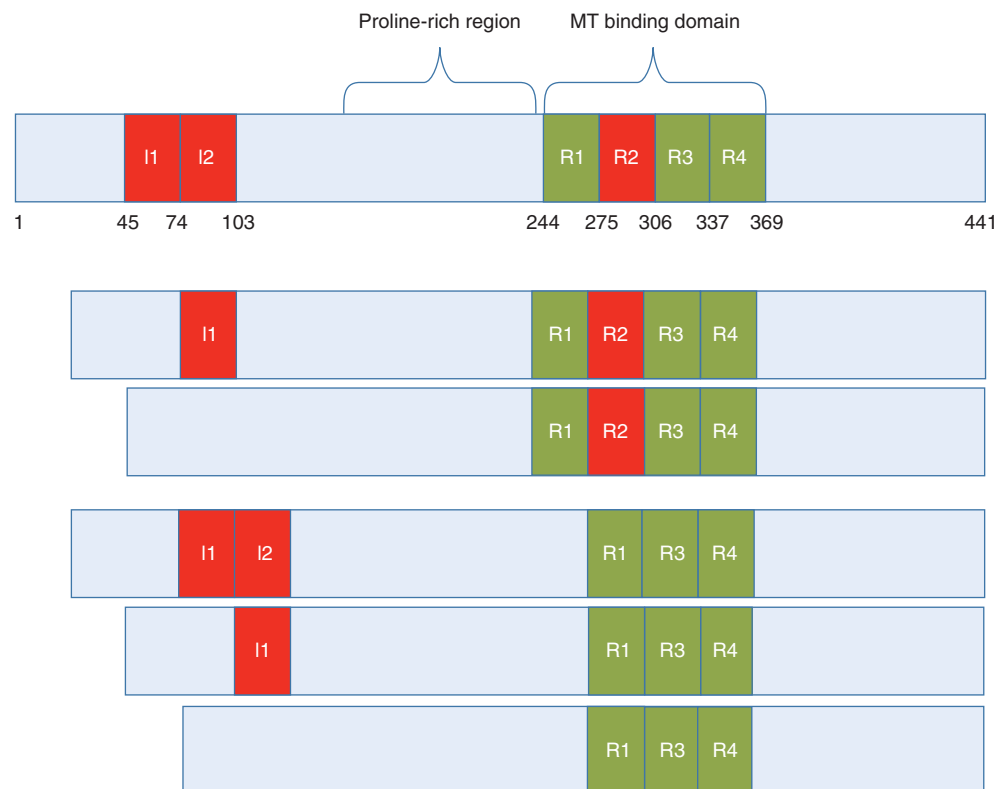 Proline-rich region MT binding domain
I1 I2 R1 R2 R3 R4
1 45 74 103 244 275 306 337 369 441
I1 R1 R2 R3 R4
R1 R2 R3 R4
I1 I2 R1 R3 R4
I1 R1 R3 R4
R1 R3 R4